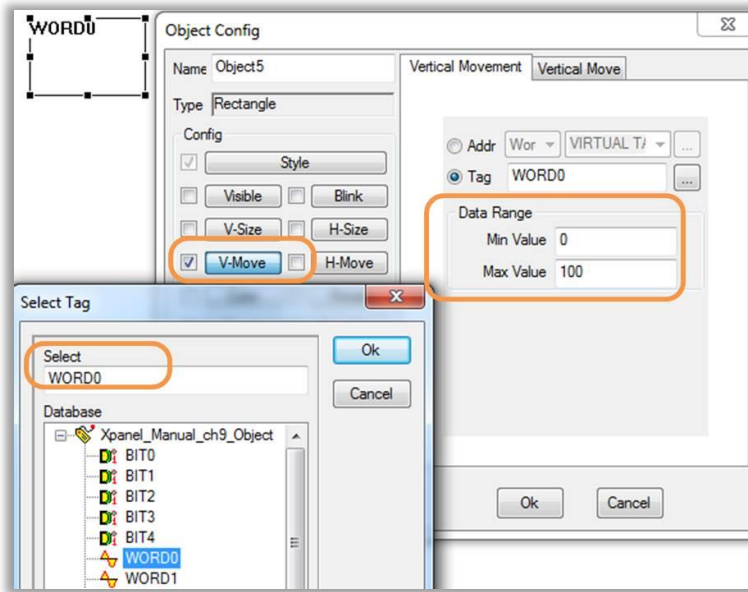 WORD0
Object Config
Name Object5
Type Rectangle
Config
Style
Visible Blink
V-Size H-Size
V-Move H-Move
Vertical Movement Vertical Move
Addr Wor VIRTUAL TA ...
Tag WORD0 ...
Data Range
Min Value 0
Max Value 100
Ok Cancel
Select Tag
Select
WORD0
Ok
Cancel
Database
Xpanel_Manual_ch9_Object
BIT0
BIT1
BIT2
BIT3
BIT4
WORD0
WORD1